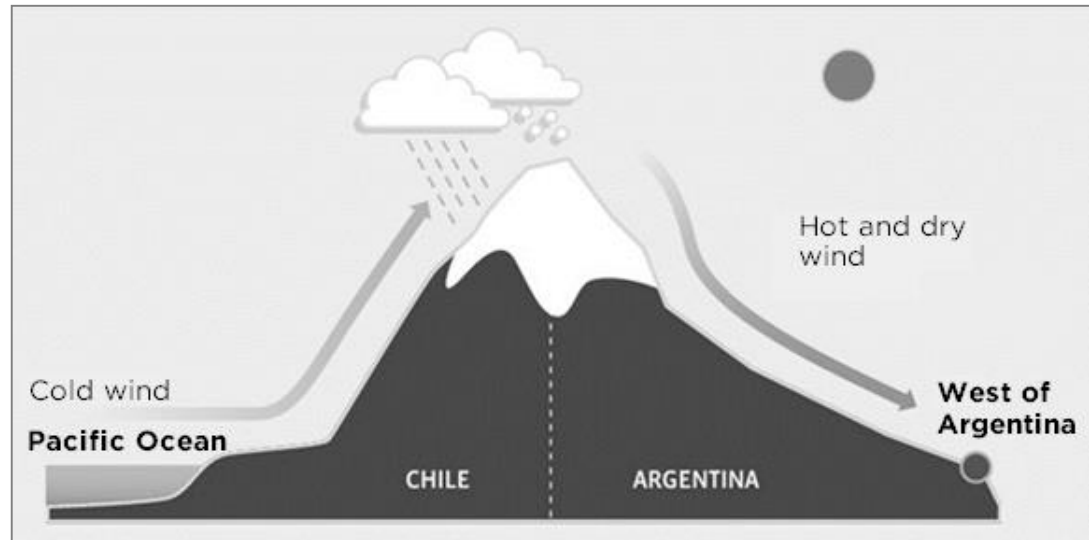 Hot and dry
wind
Cold wind
Pacific Ocean
West of
Argentina
CHILE
ARGENTINA